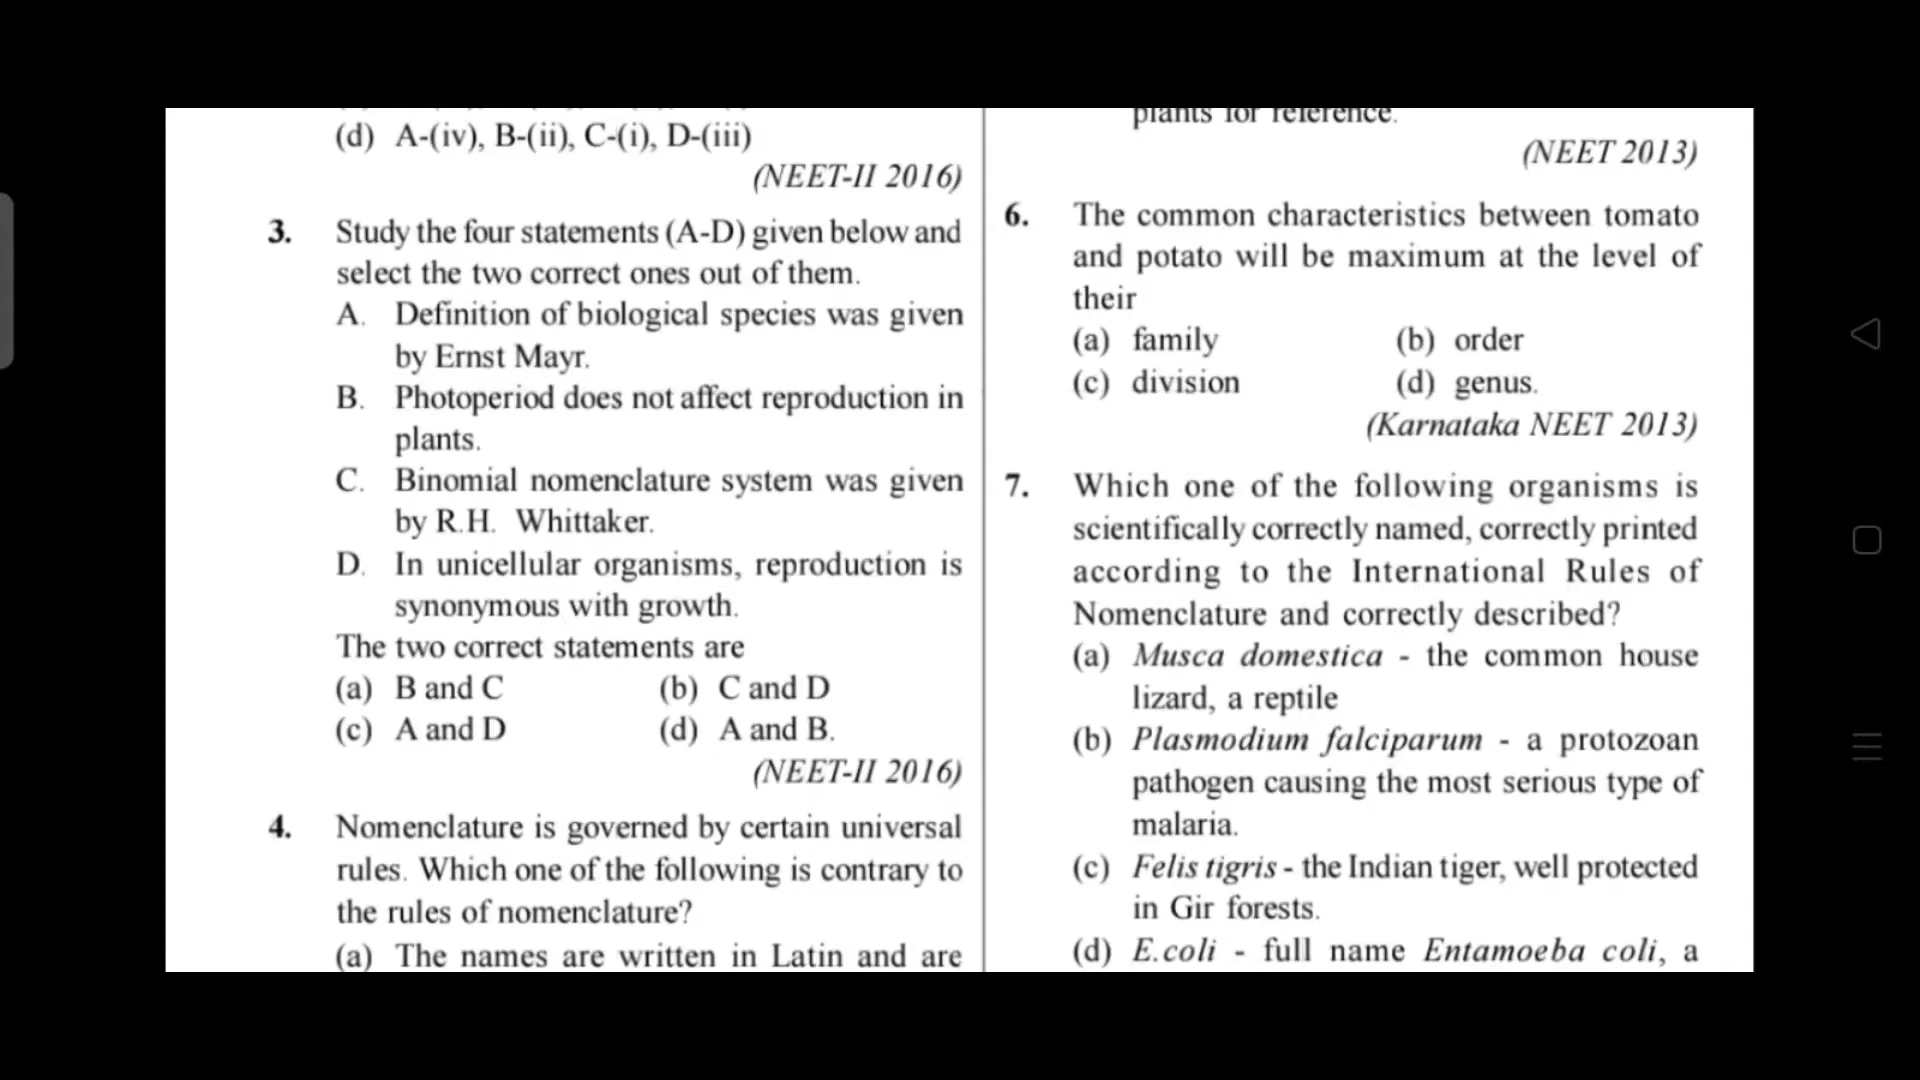 (d) A-(iv), B-(ii), C-(i), D-(iii)
(NEET-II 2016)
3. Study the four statements (A-D) given below and
select the two correct ones out of them.
A. Definition of biological species was given
by Ernst Mayr.
B. Photoperiod does not affect reproduction in
plants.
C. Binomial nomenclature system was given
by R.H. Whittaker.
D. In unicellular organisms, reproduction is
synonymous with growth.
The two correct statements are
(a) B and C (b) C and D
(c) A and D (d) A and B.
(NEET-II 2016)
4. Nomenclature is governed by certain universal
rules. Which one of the following is contrary to
the rules of nomenclature?
(a) The names are written in Latin and are
plants for reference.
(NEET 2013)
6. The common characteristics between tomato
and potato will be maximum at the level of
their
(a) family (b) order
(c) division (d) genus.
(Karnataka NEET 2013)
7. Which one of the following organisms is
scientifically correctly named, correctly printed
according to the International Rules of
Nomenclature and correctly described?
(a) Musca domestica - the common house
lizard, a reptile
(b) Plasmodium falciparum - a protozoan
pathogen causing the most serious type of
malaria.
(c) Felis tigris - the Indian tiger, well protected
in Gir forests.
(d) E.coli - full name Entamoeba coli, a